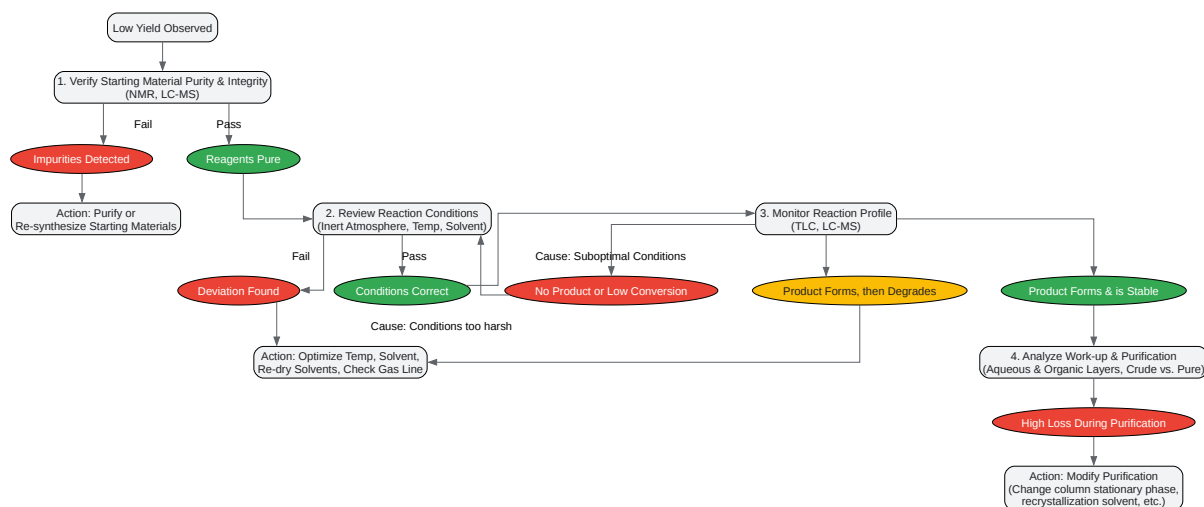 Low Yield Observed
1. Verify Starting Material Purity & Integrity
(NMR, LC-MS)
Fail
Pass
Impurities Detected
Reagents Pure
Action: Purify or
Re-synthesize Starting Materials
2. Review Reaction Conditions
(Inert Atmosphere, Temp, Solvent)
3. Monitor Reaction Profile
(TLC, LC-MS)
Fail
Pass
Cause: Suboptimal Conditions
Deviation Found
Conditions Correct
No Product or Low Conversion
Product Forms, then Degrades
Product Forms & is Stable
Cause: Conditions too harsh
Action: Optimize Temp, Solvent,
Re-dry Solvents, Check Gas Line
4. Analyze Work-up & Purification
(Aqueous & Organic Layers, Crude vs. Pure)
High Loss During Purification
Action: Modify Purification
(Change column stationary phase,
recrystallization solvent, etc.)